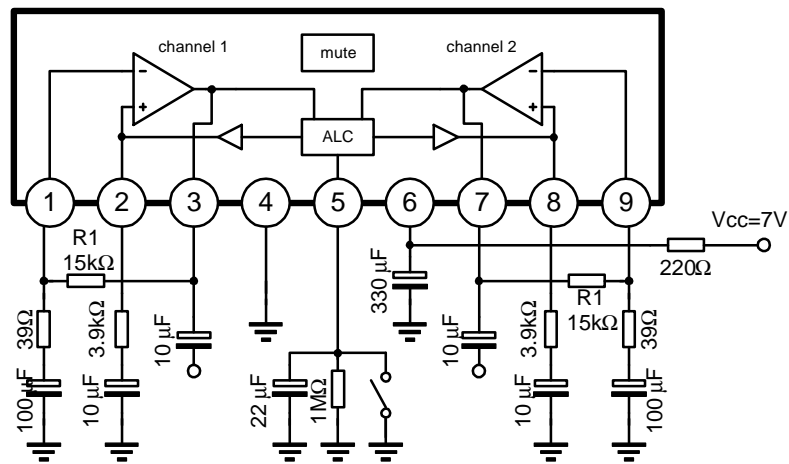 channel 1
mute
channel 2
ALC
1
2
3
4
5
6
7
8
9
Vcc=7V
R1
15kΩ
220Ω
330 µF
R1
15kΩ
39Ω
3.9kΩ
10 µF
10 µF
3.9kΩ
39Ω
100µF
10 µF
22 µF
1MΩ
10 µF
100 µF